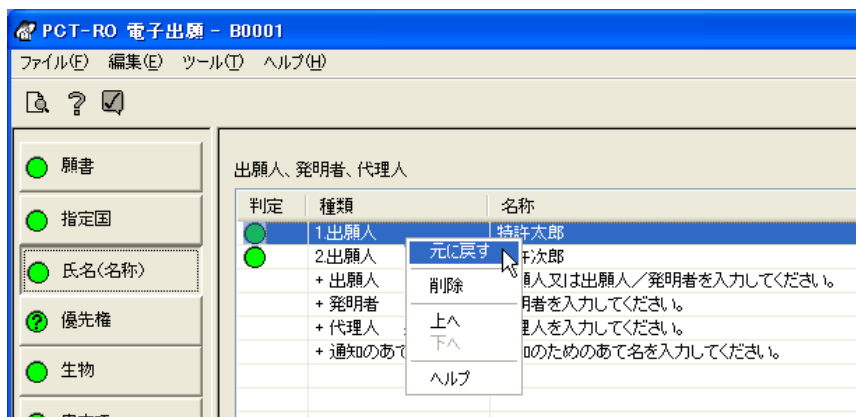 PCT-RO 電子出願 - B0001
ファイル(F) 編集(E) ツール(T) ヘルプ(H)
願書
指定国
氏名(名称)
優先権
生物
出願人、発明者、代理人
判定 種類 名称
1.出願人 特許太郎
2.出願人 許次郎
+ 出願人 人又は出願人/発明者を入力してください。
+ 発明者 明者を入力してください。
+ 代理人 理人を入力してください。
+ 通知のあて 知のためのあて名を入力してください。
元に戻す
削除
上へ
下へ
ヘルプ